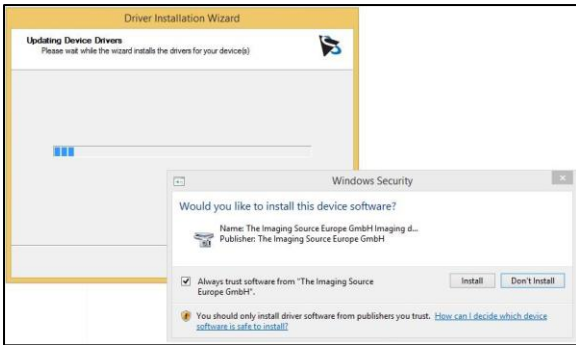 Driver Installation Wizard
Updating Device Drivers
Please wait while the wizard installs the drivers for your device(s)
Windows Security
Would you like to install this device software?
Name: The Imaging Source Europe GmbH Imaging d...
Publisher: The Imaging Source Europe GmbH
Always trust software from "The Imaging Source
Europe GmbH".
Install
Don't Install
You should only install driver software from publishers you trust. How can I decide which device
software is safe to install?